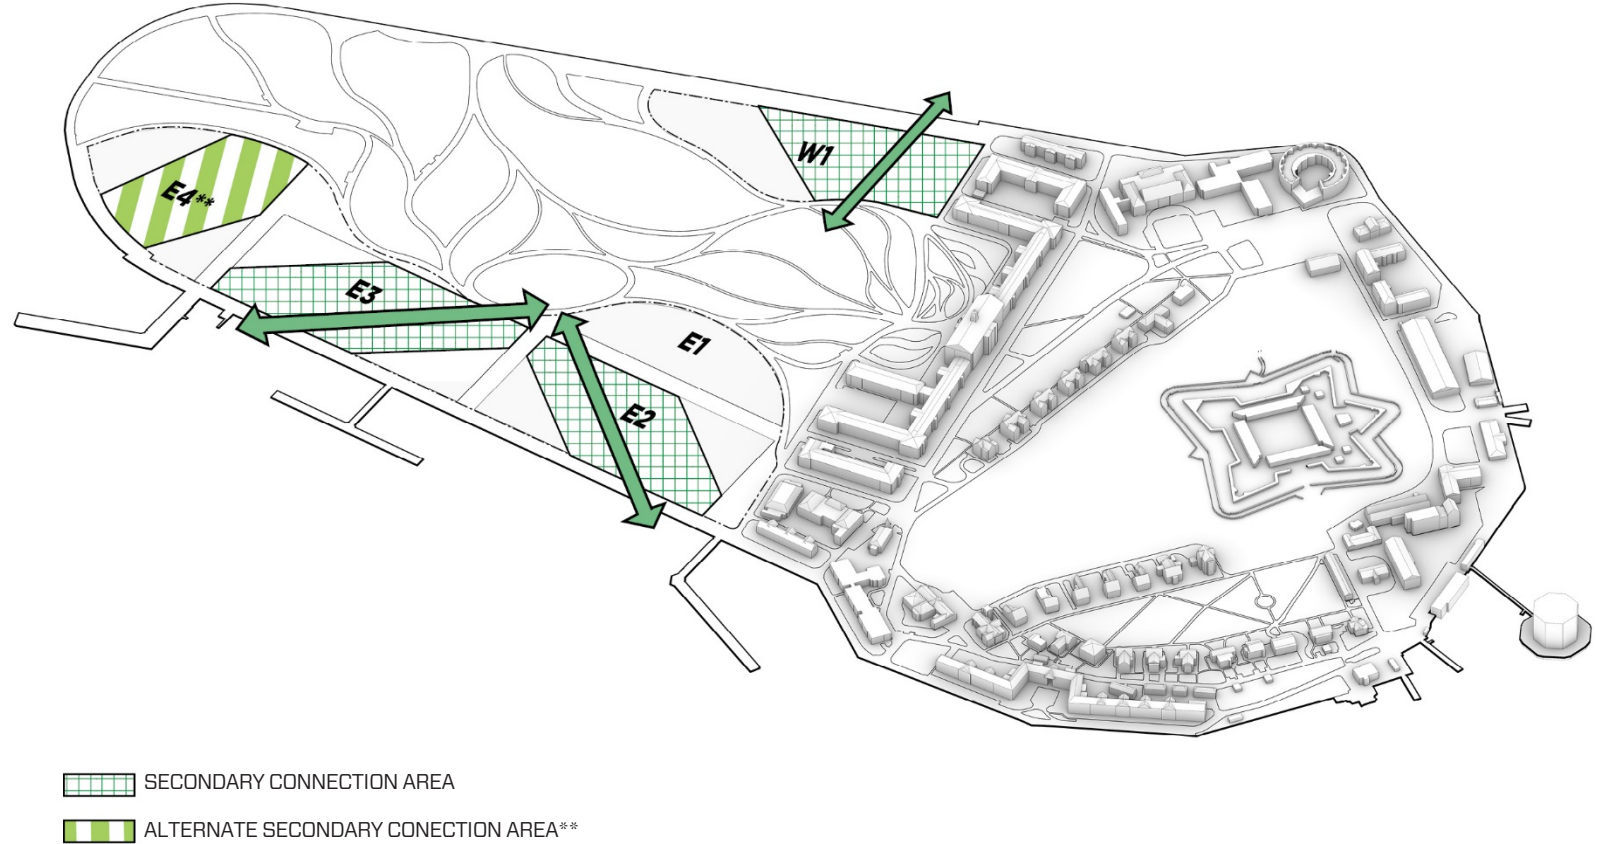 W1
E4**
E3
E1
E2
SECONDARY CONNECTION AREA
ALTERNATE SECONDARY CONECTION AREA**